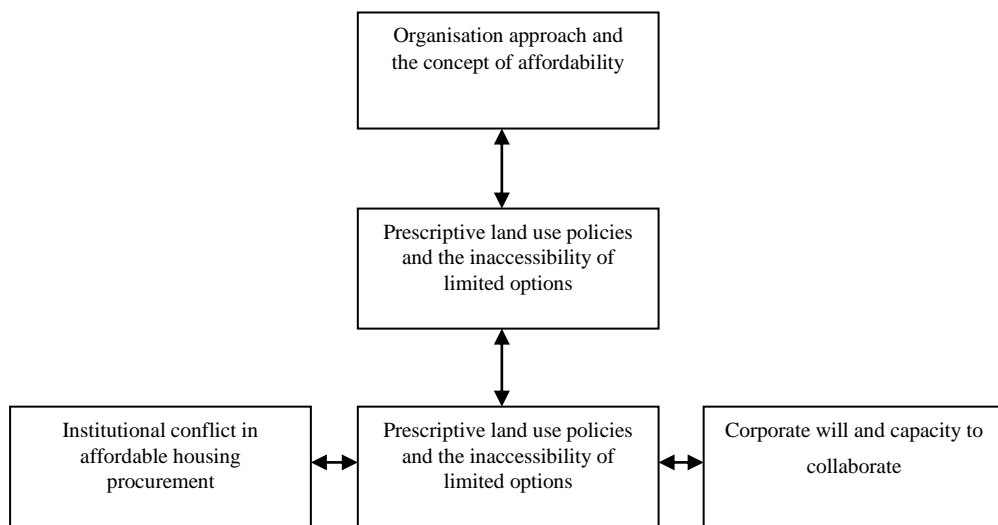 Organisation approach and
the concept of affordability
Prescriptive land use policies
and the inaccessibility of
limited options
Institutional conflict in
affordable housing
procurement
Prescriptive land use policies
and the inaccessibility of
limited options
Corporate will and capacity to
collaborate